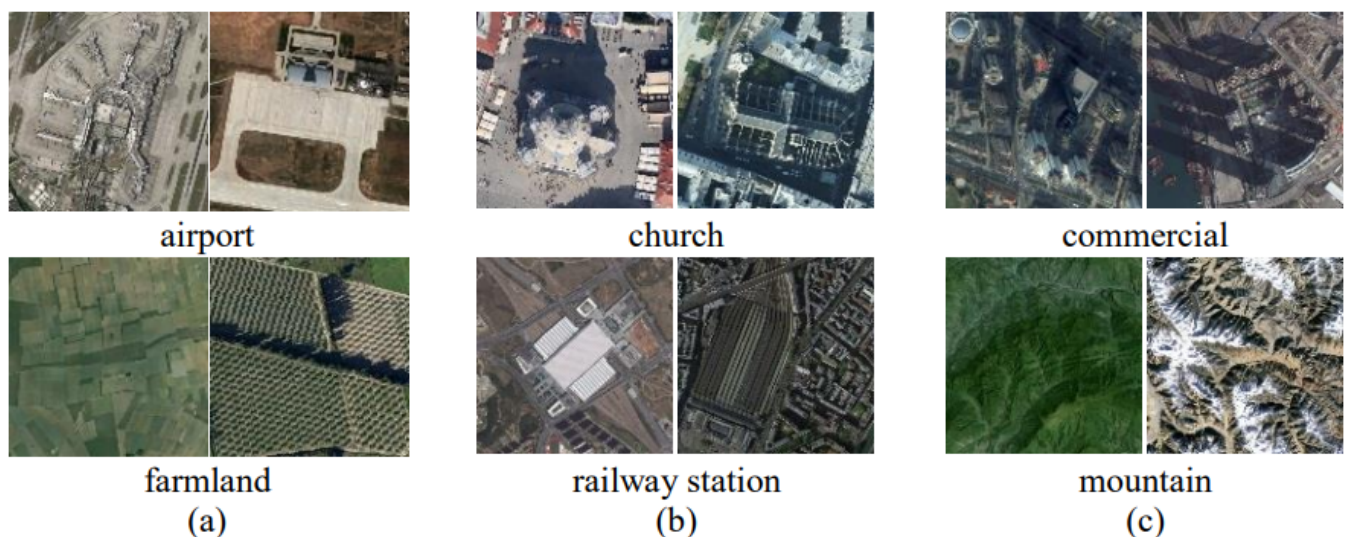 airport
church
commercial
farmland
railway station
mountain
(a)
(b)
(c)